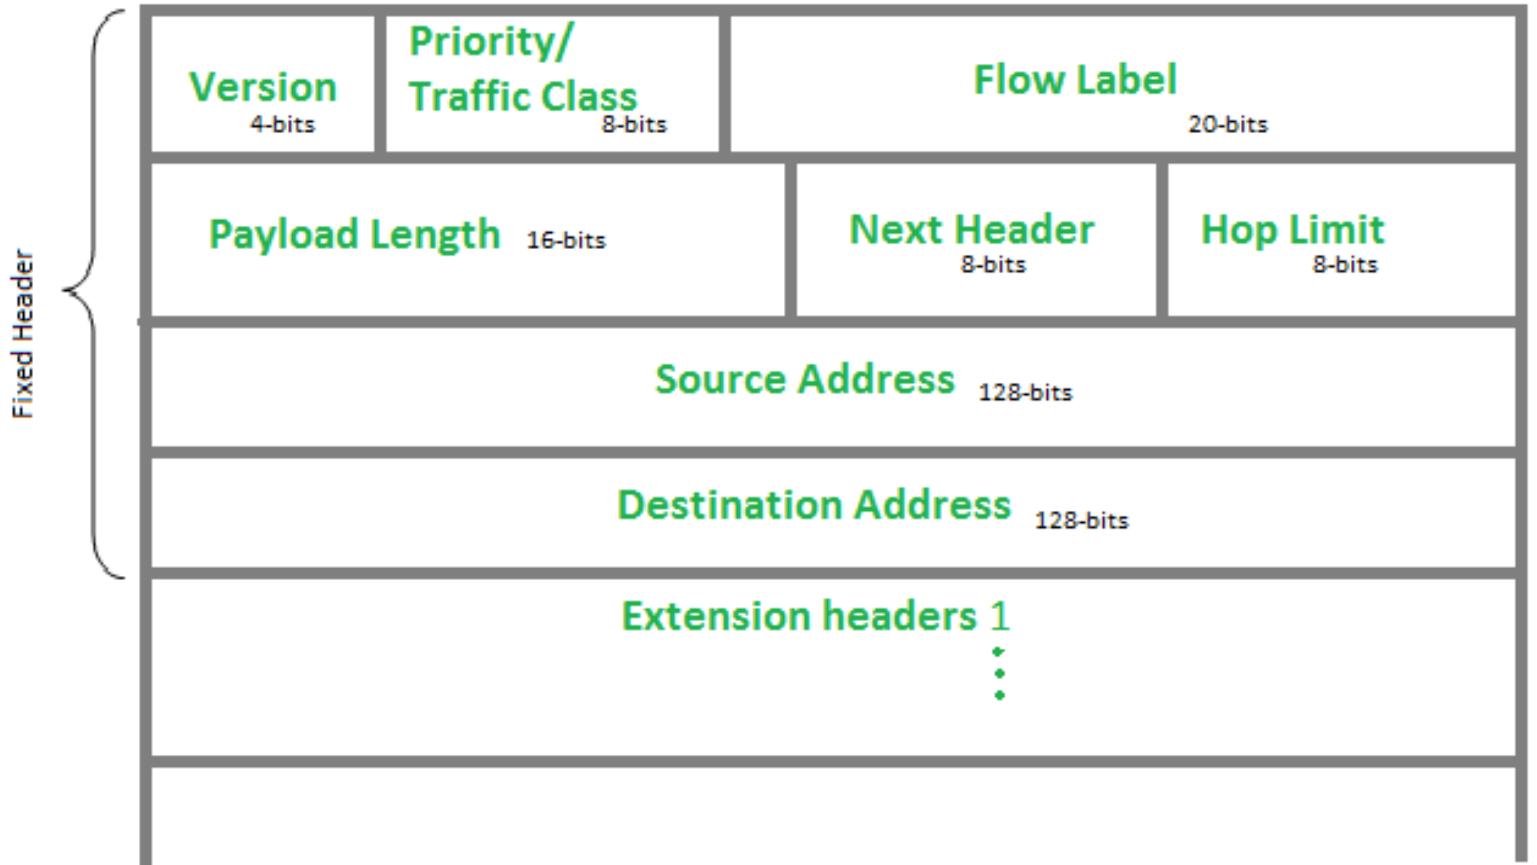 Fixed Header
Version
4-bits
Priority/
Traffic Class
8-bits
Flow Label
20-bits
Payload Length 16-bits
Next Header
8-bits
Hop Limit
8-bits
Source Address 128-bits
Destination Address 128-bits
Extension headers 1